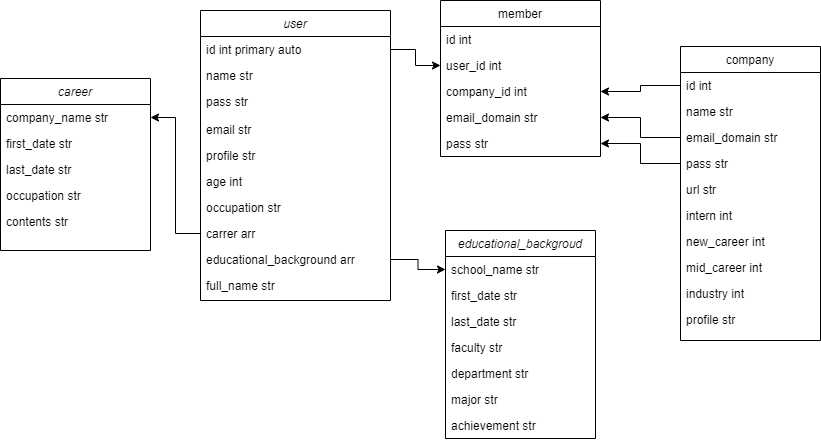 career
company_name str
first_date str
last_date str
occupation str
contents str
user
id int primary auto
name str
pass str
email str
profile str
age int
occupation str
carrer arr
educational_background arr
full_name str
member
id int
user_id int
company_id int
email_domain str
pass str
educational_backgroud
school_name str
first_date str
last_date str
faculty str
department str
major str
achievement str
company
id int
name str
email_domain str
pass str
url str
intern int
new_career int
mid_career int
industry int
profile str